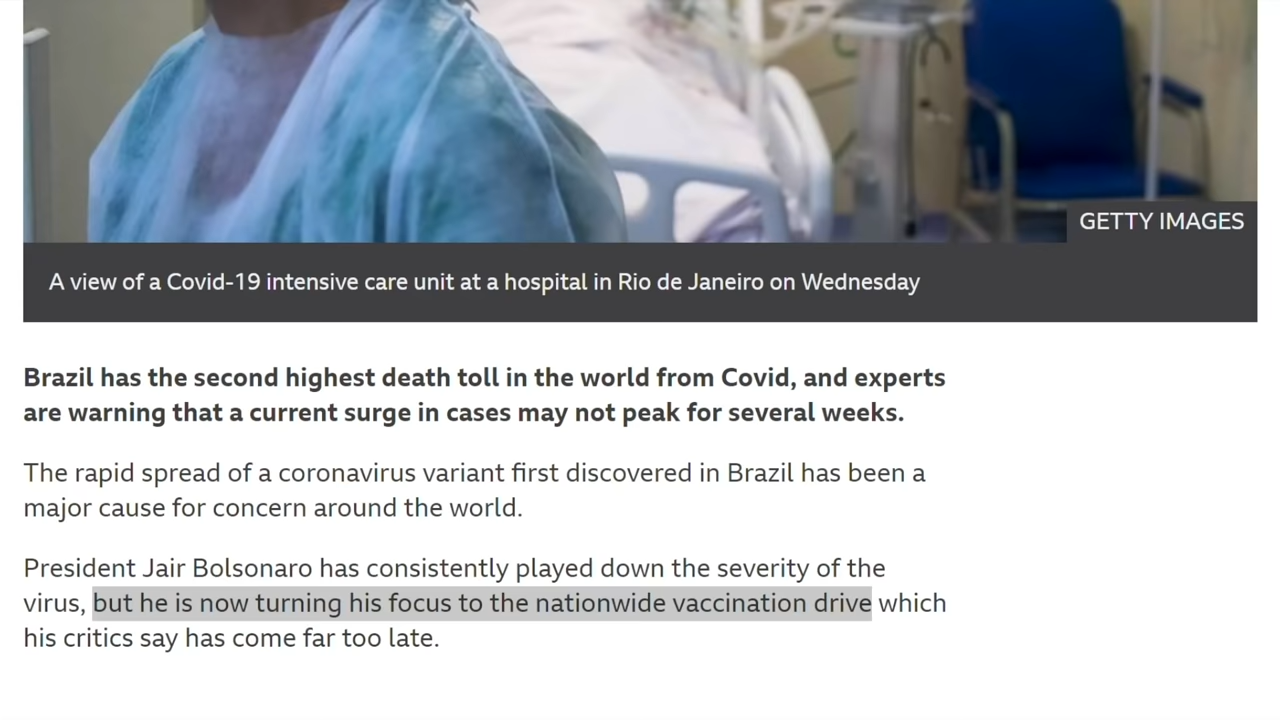 GETTY IMAGES
A view of a Covid-19 intensive care unit at a hospital in Rio de Janeiro on Wednesday
Brazil has the second highest death toll in the world from Covid, and experts
are warning that a current surge in cases may not peak for several weeks.
The rapid spread of a coronavirus variant first discovered in Brazil has been a
major cause for concern around the world.
President Jair Bolsonaro has consistently played down the severity of the
virus, but he is now turning his focus to the nationwide vaccination drive which
his critics say has come far too late.